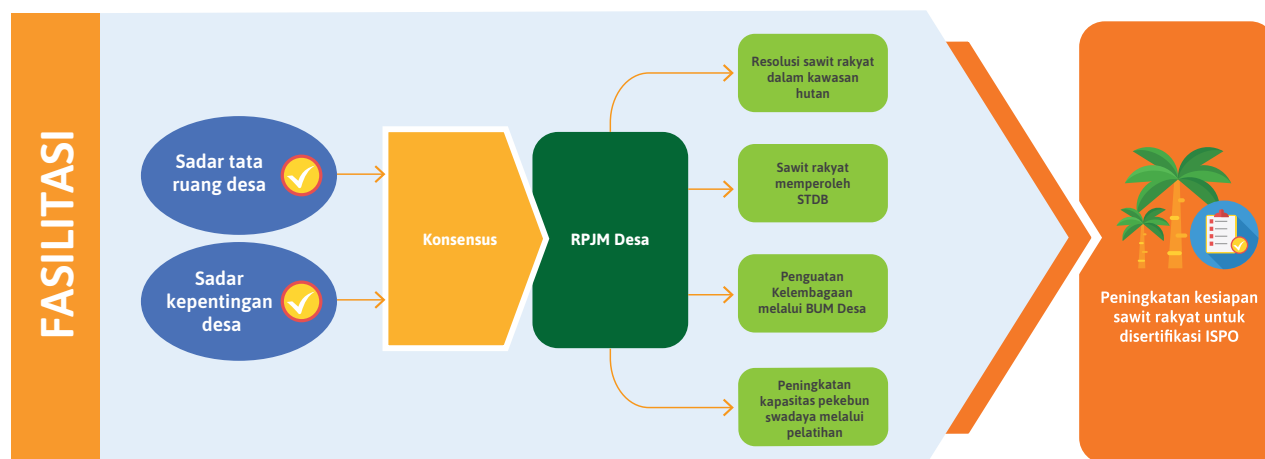 FASILITASI
Sadar tata
ruang desa
Sadar
kepentingan
desa
Konsensus
RPJM Desa
Resolusi sawit rakyat
dalam kawasan
hutan
Sawit rakyat
memperoleh
STDB
Penguatan
Kelembagaan
melalui BUM Desa
Peningkatan
kapasitas pekebun
swadaya melalui
pelatihan
Peningkatan kesiapan
sawit rakyat untuk
disertifikasi ISPO